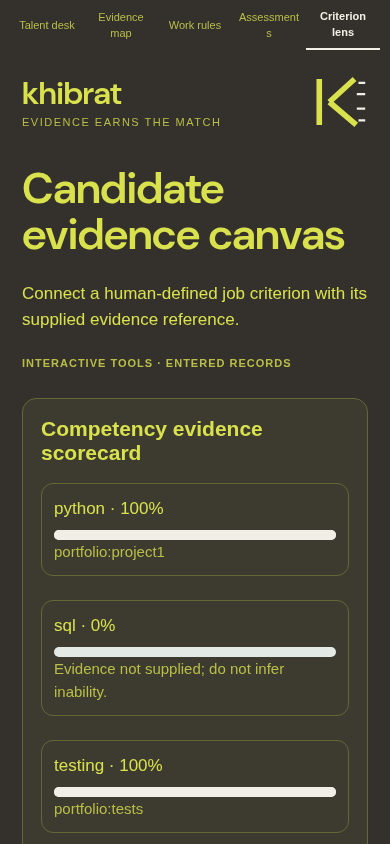 Talent desk
Evidence
map
Work rules
Assessment
s
Criterion
lens
khibrat
EVIDENCE EARNS THE MATCH
Candidate
evidence canvas
Connect a human-defined job criterion with its
supplied evidence reference.
INTERACTIVE TOOLS · ENTERED RECORDS
Competency evidence
scorecard
python · 100%
portfolio:project1
sql · 0%
Evidence not supplied; do not infer
inability.
testing · 100%
portfolio:tests